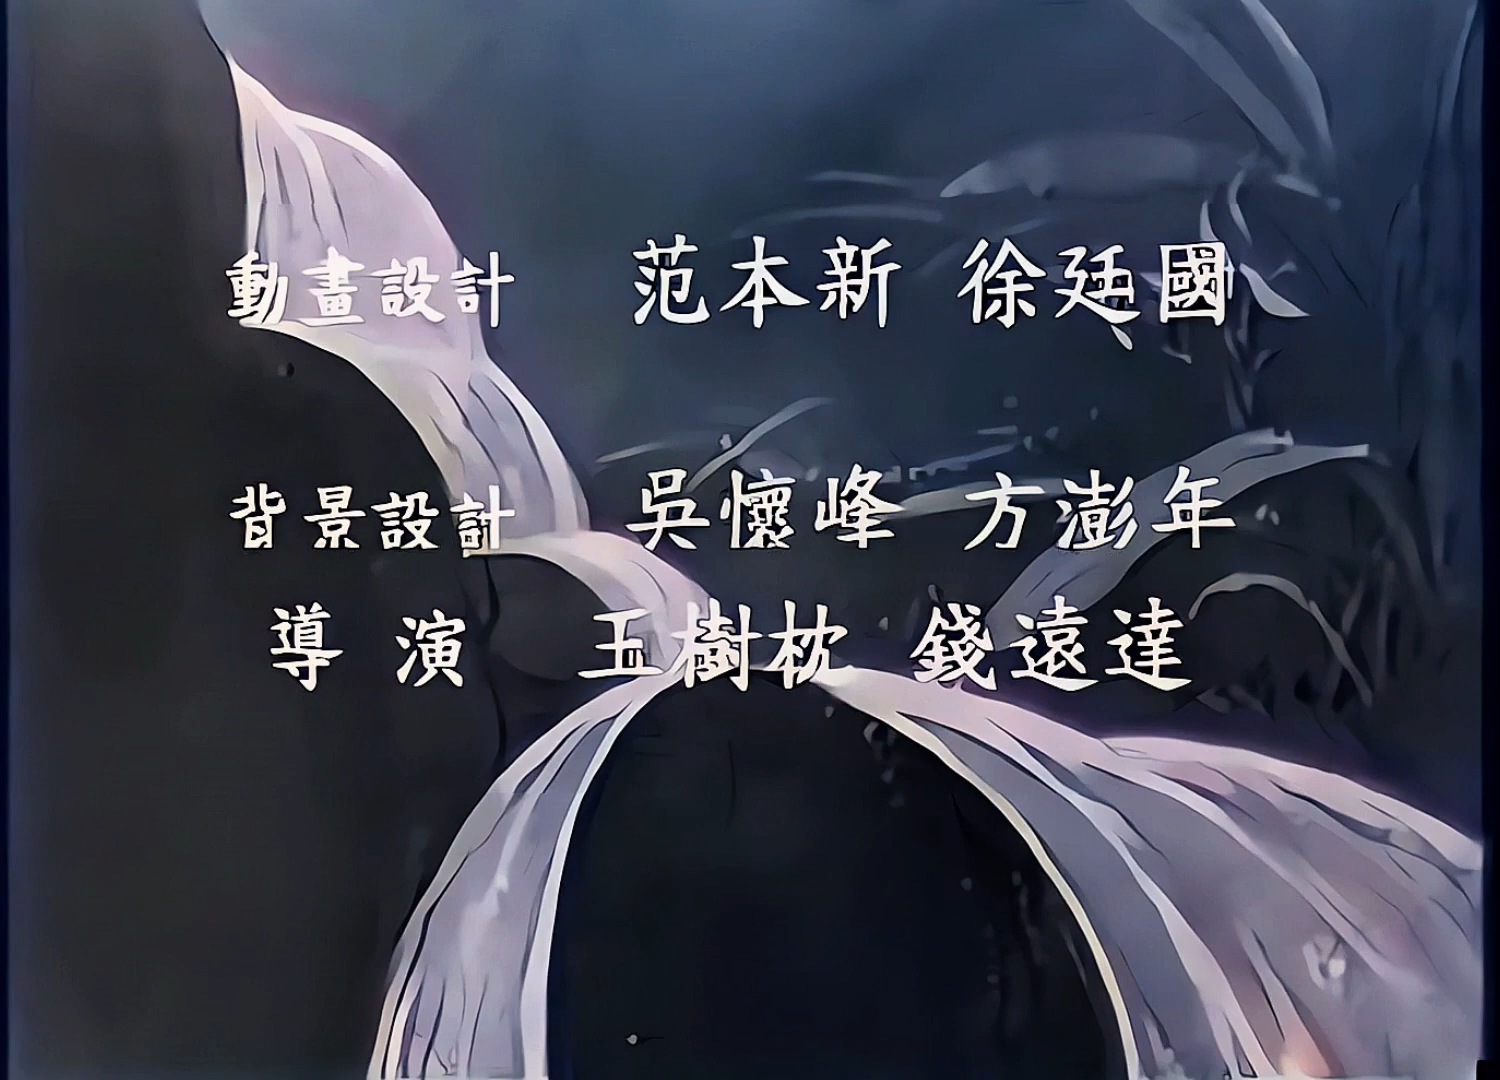 動畫設計 范本新 徐廷國
背景設計 吳懷峰 方澎年
導演 王樹枕 錢遠達